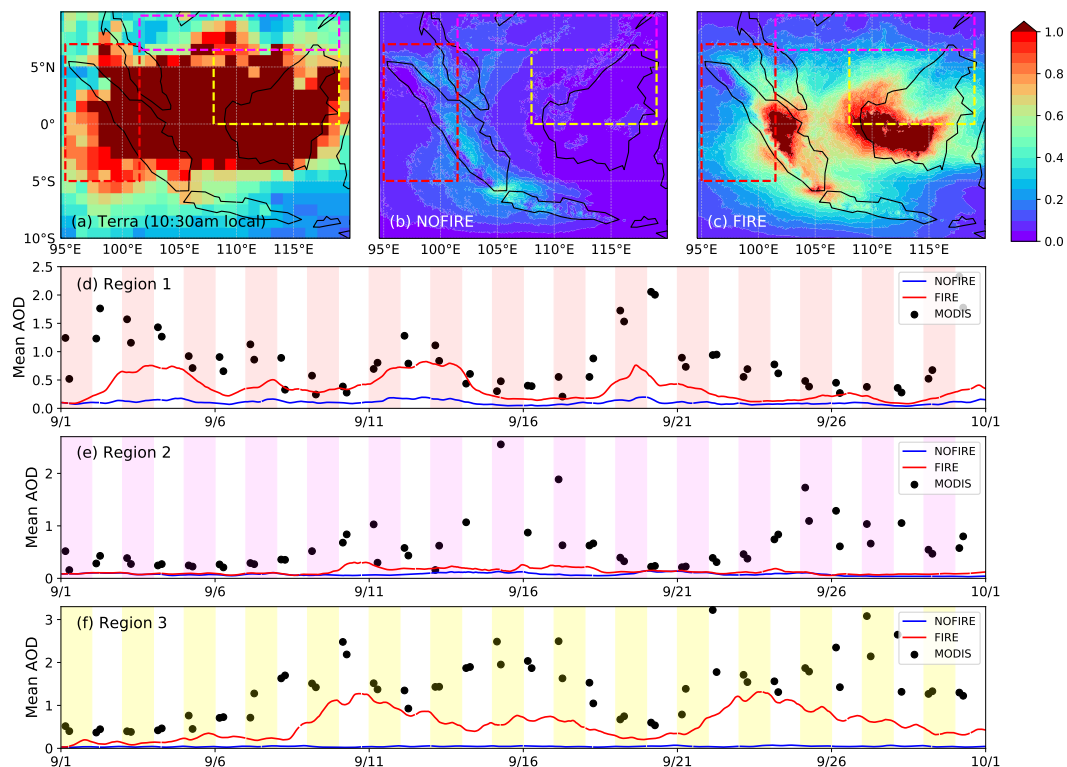 5°N
0°
5°S
10°S
95°E 100°E 105°E 110°E 115°E
(a) Terra (10:30am local)
95°E 100°E 105°E 110°E 115°E
(b) NOFIRE
95°E 100°E 105°E 110°E 115°E
(c) FIRE
1.0
0.8
0.6
0.4
0.2
0.0
Mean AOD
2.5
2.0
1.5
1.0
0.5
0.0
(d) Region 1
NOFIRE
FIRE
MODIS
9/1 9/6 9/11 9/16 9/21 9/26 10/1
Mean AOD
2
1
0
(e) Region 2
NOFIRE
FIRE
MODIS
9/1 9/6 9/11 9/16 9/21 9/26 10/1
Mean AOD
3
2
1
0
(f) Region 3
NOFIRE
FIRE
MODIS
9/1 9/6 9/11 9/16 9/21 9/26 10/1